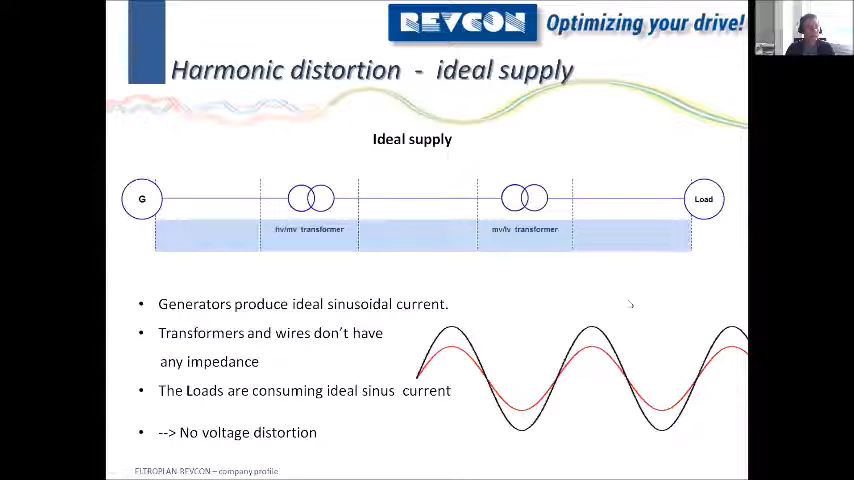 REVCON Optimizing your drive!
Harmonic distortion - ideal supply
Ideal supply
G
Load
hv/mv transformer
mv/lv transformer
• Generators produce ideal sinusoidal current.
• Transformers and wires don't have
any impedance
• The Loads are consuming ideal sinus current
• --> No voltage distortion
ELTROPLAN-REVCON – company profile